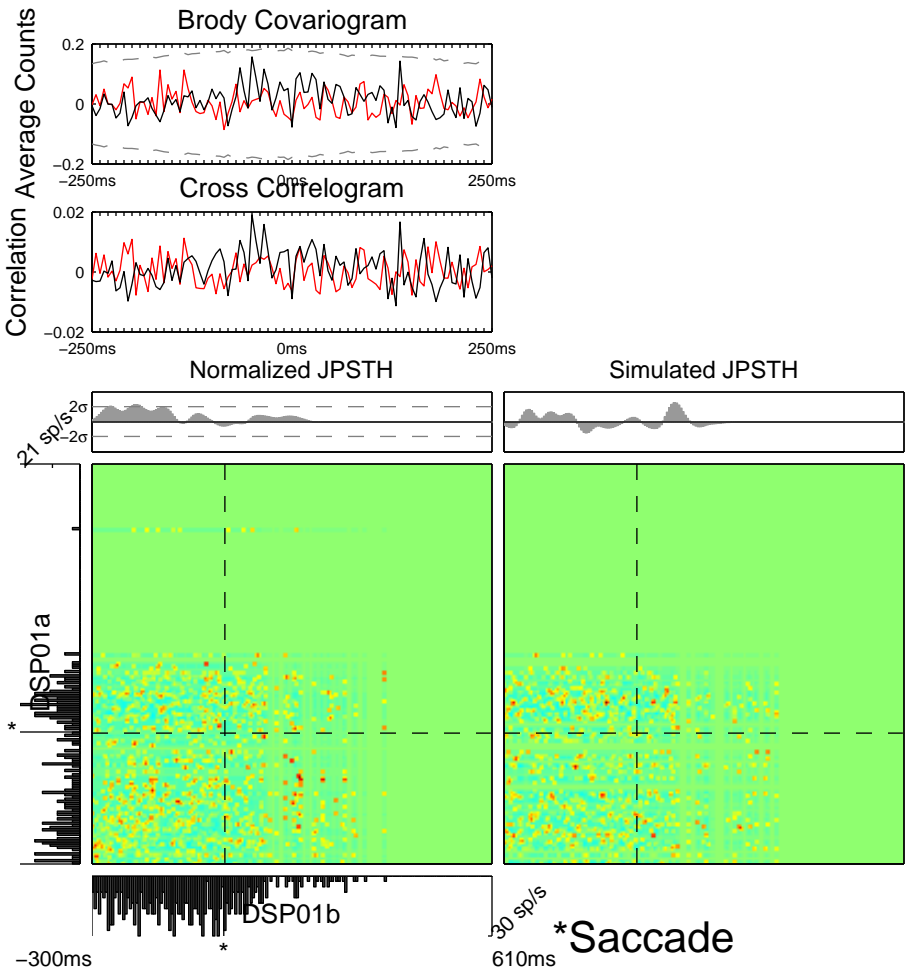 Brody Covariogram
Average Counts
0.2
0
−0.2
−250ms
0ms
250ms
Cross Correlogram
Correlation
0.02
0
−0.02
−250ms
0ms
250ms
Normalized JPSTH
Simulated JPSTH
2σ
−2σ
21 sp/s
DSP01a
*
DSP01b
*
30 sp/s
*Saccade
−300ms
610ms